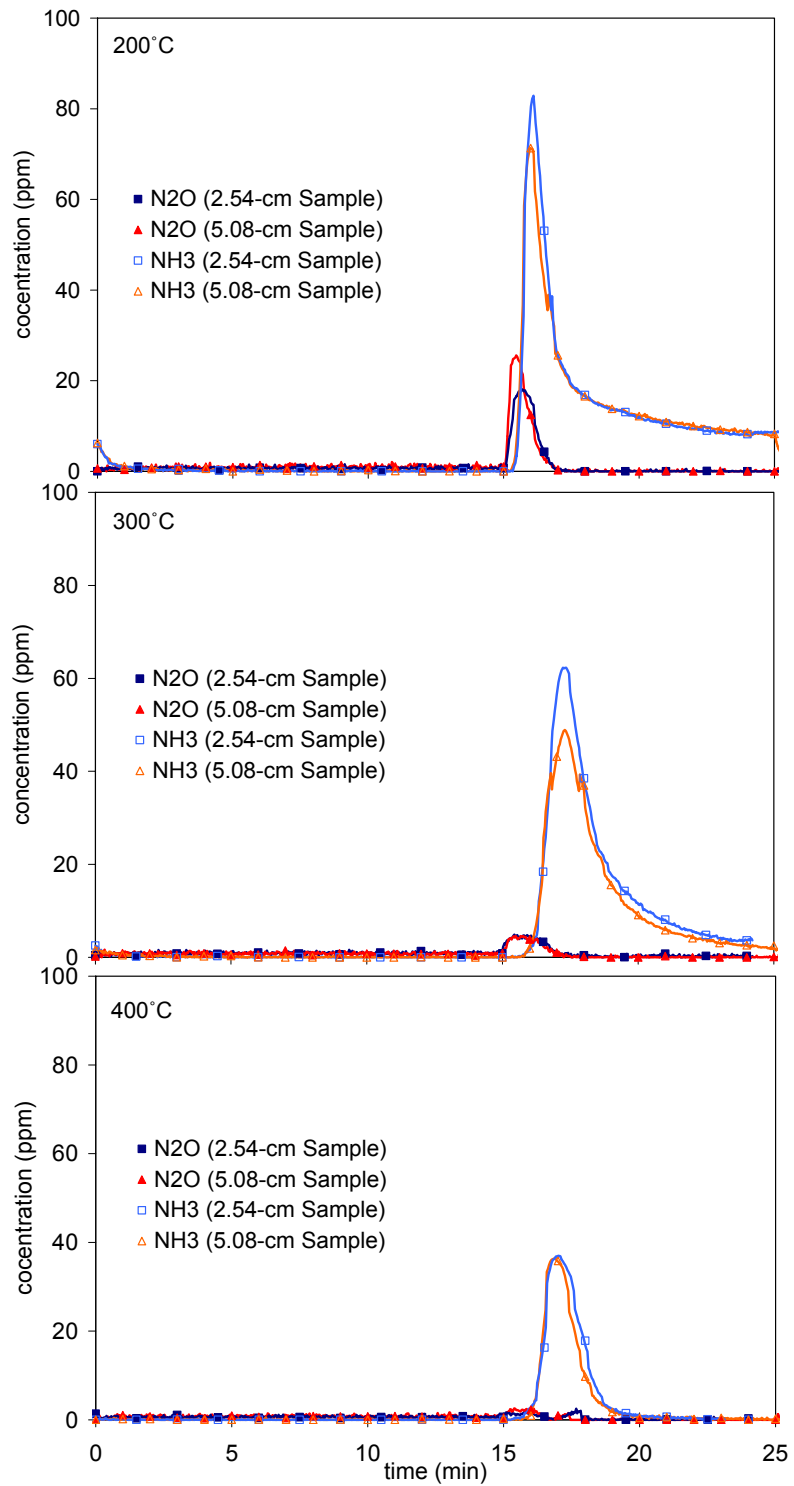 100
200˚C
80
cocentration (ppm)
60
N2O (2.54-cm Sample)
N2O (5.08-cm Sample)
NH3 (2.54-cm Sample)
40
NH3 (5.08-cm Sample)
20
0
100
300˚C
80
concentration (ppm)
60
N2O (2.54-cm Sample)
N2O (5.08-cm Sample)
NH3 (2.54-cm Sample)
40
NH3 (5.08-cm Sample)
20
0
100
400˚C
80
cocentration (ppm)
60
N2O (2.54-cm Sample)
N2O (5.08-cm Sample)
NH3 (2.54-cm Sample)
40
NH3 (5.08-cm Sample)
20
0
0 5 10 15 20 25
time (min)